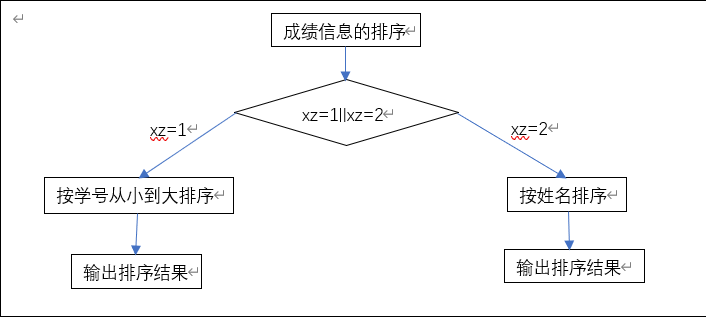 成绩信息的排序
xz=1||xz=2
xz=1
xz=2
按学号从小到大排序
按姓名排序
输出排序结果
输出排序结果